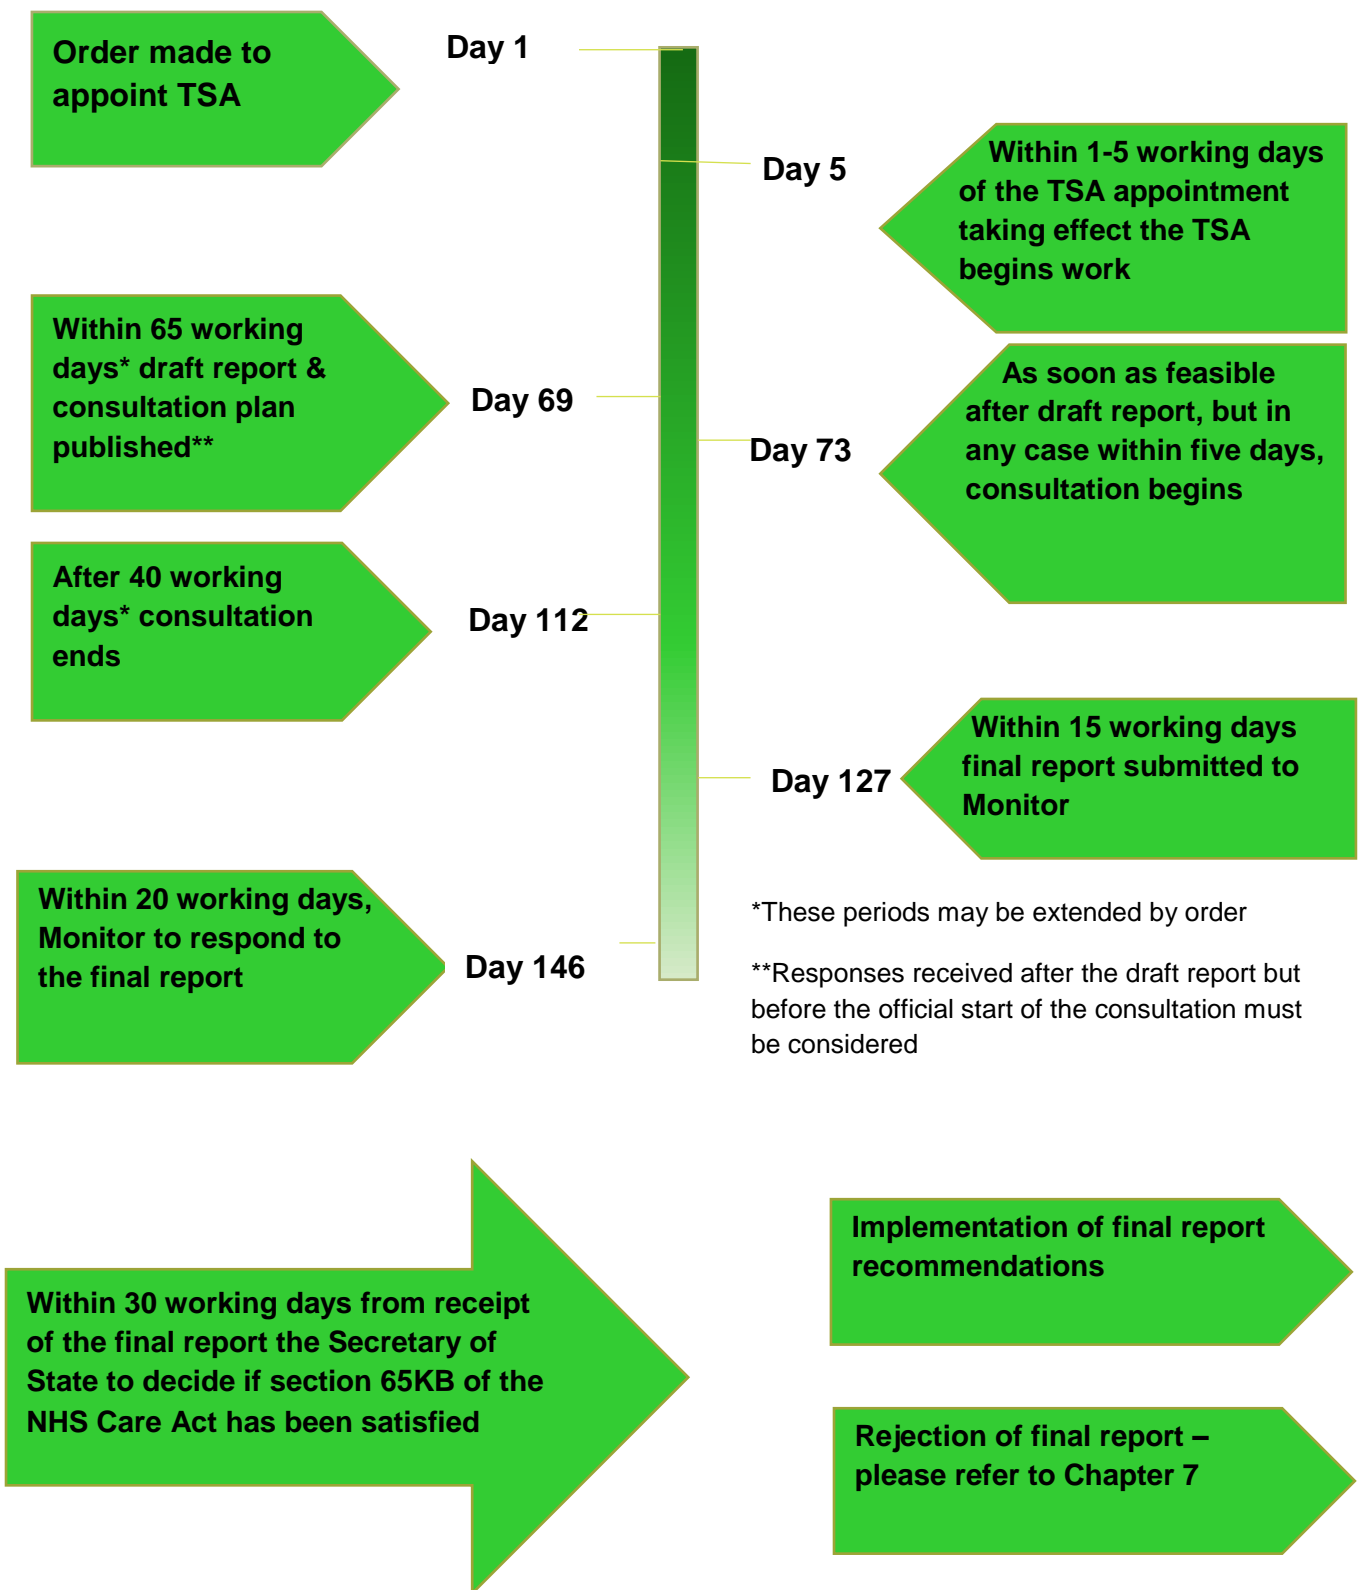 Order made to
appoint TSA
Day 1
Day 5
Within 1-5 working days
of the TSA appointment
taking effect the TSA
begins work
Within 65 working
days* draft report &
consultation plan
published**
Day 69
Day 73
As soon as feasible
after draft report, but in
any case within five days,
consultation begins
After 40 working
days* consultation
ends
Day 112
Day 127
Within 15 working days
final report submitted to
Monitor
Within 20 working days,
Monitor to respond to
the final report
Day 146
*These periods may be extended by order
**Responses received after the draft report but
before the official start of the consultation must
be considered
Within 30 working days from receipt
of the final report the Secretary of
State to decide if section 65KB of the
NHS Care Act has been satisfied
Implementation of final report
recommendations
Rejection of final report –
please refer to Chapter 7